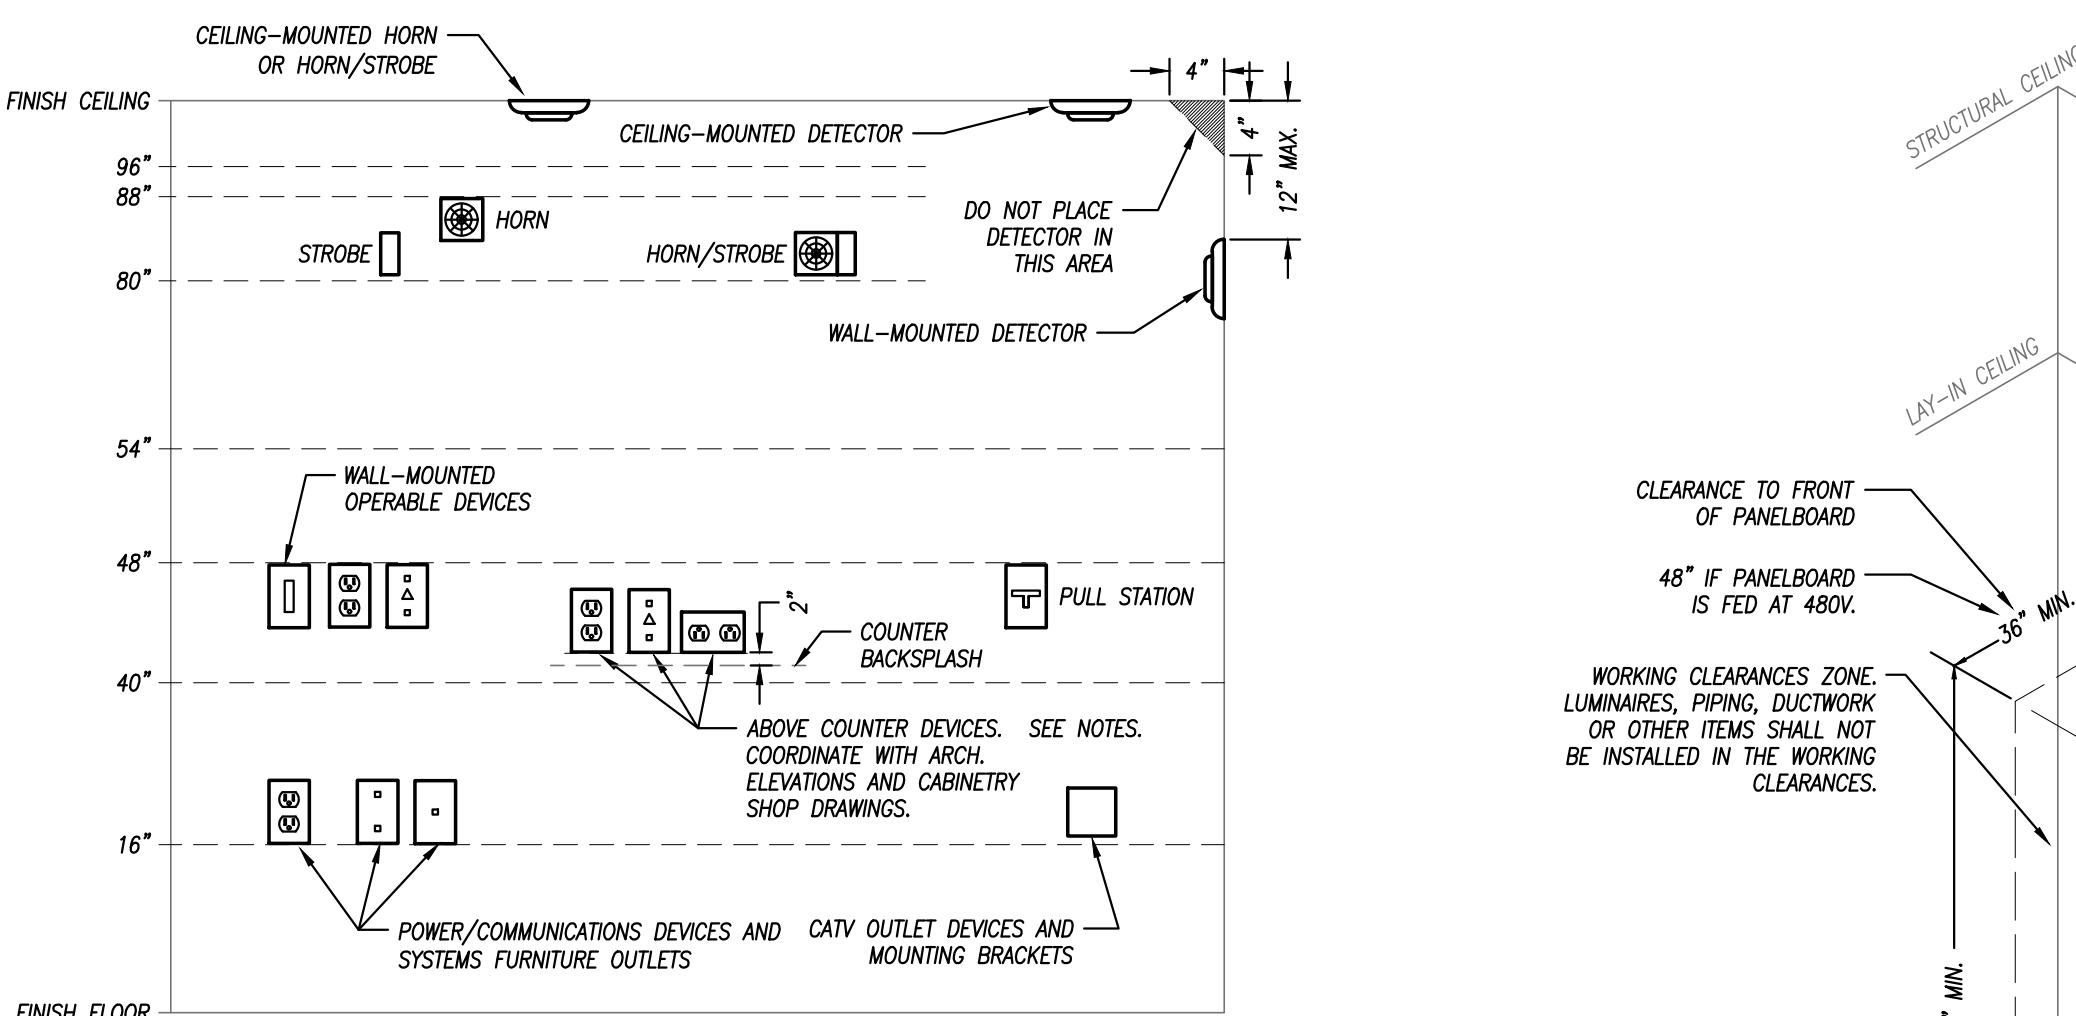 CEILING-MOUNTED HORN
OR HORN/STROBE
FINISH CEILING
4"
CEILING-MOUNTED DETECTOR
4"
12" MAX.
96"
88"
HORN
STROBE
HORN/STROBE
DO NOT PLACE
DETECTOR IN
THIS AREA
80"
WALL-MOUNTED DETECTOR
54"
WALL-MOUNTED
OPERABLE DEVICES
48"
2"
PULL STATION
COUNTER
BACKSPLASH
40"
ABOVE COUNTER DEVICES. SEE NOTES.
COORDINATE WITH ARCH.
ELEVATIONS AND CABINETRY
SHOP DRAWINGS.
16"
POWER/COMMUNICATIONS DEVICES AND
SYSTEMS FURNITURE OUTLETS
CATV OUTLET DEVICES AND
MOUNTING BRACKETS
FINISH FLOOR
STRUCTURAL CEILING
LAY-IN CEILING
CLEARANCE TO FRONT
OF PANELBOARD
48" IF PANELBOARD
IS FED AT 480V.
36" MIN.
WORKING CLEARANCES ZONE.
LUMINAIRES, PIPING, DUCTWORK
OR OTHER ITEMS SHALL NOT
BE INSTALLED IN THE WORKING
CLEARANCES.
" MIN.